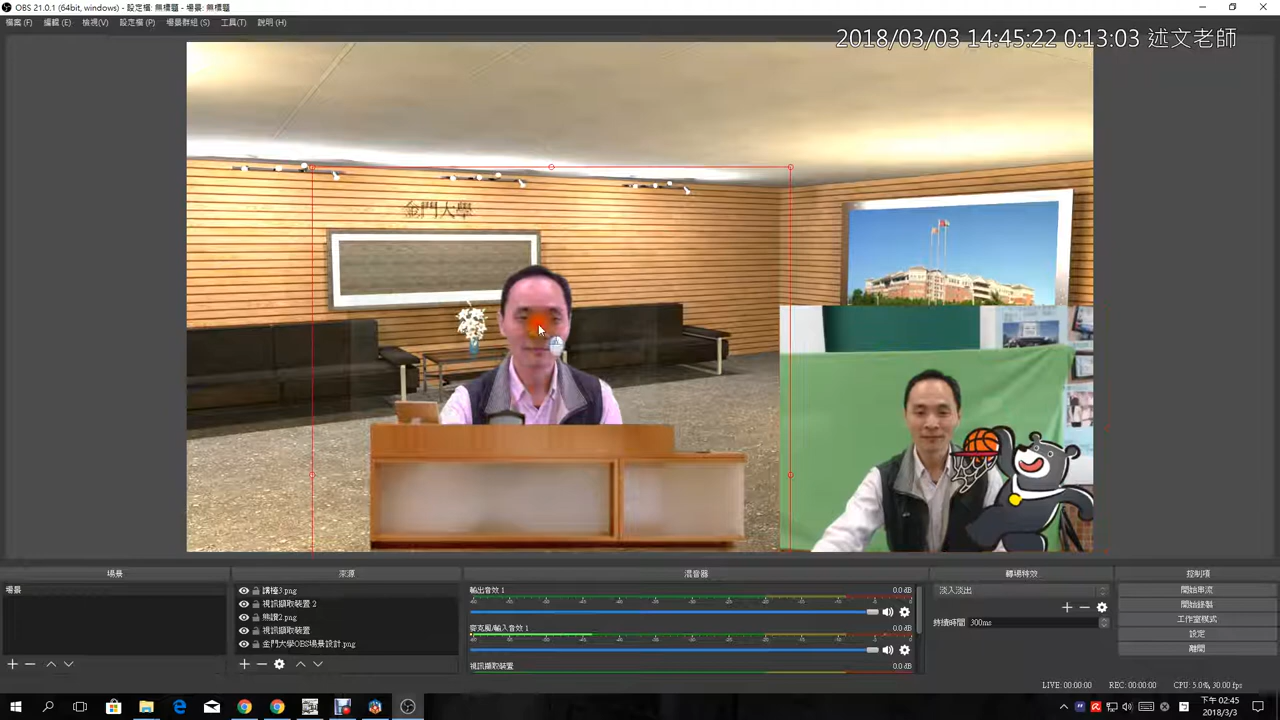 OBS 21.0.1 (64bit, windows) - 設定檔: 無標題 - 場景: 無標題
檔案 (F) 編輯 (E) 檢視(V) 設定檔 (P) 場景群組 (S) 工具(T) 說明 (H)
2018/03/03 14:45:22 0:13:03 述文老師
金門大學
場景
來源
混音器
轉場特效
控制項
場景
講檯3.png
視訊擷取裝置 2
熊讚2.png
視訊擷取裝置
金門大學OBS場景設計.png
輸出音效 1
0.0 dB
麥克風/輸入音效 1
0.0 dB
視訊擷取裝置
0.0 dB
淡入淡出
持續時間 300ms
開始串流
開始錄製
工作室模式
設定
離開
LIVE: 00:00:00 REC: 00:00:00 CPU: 5.0%, 30.00 fps
下午 02:45
2018/3/3